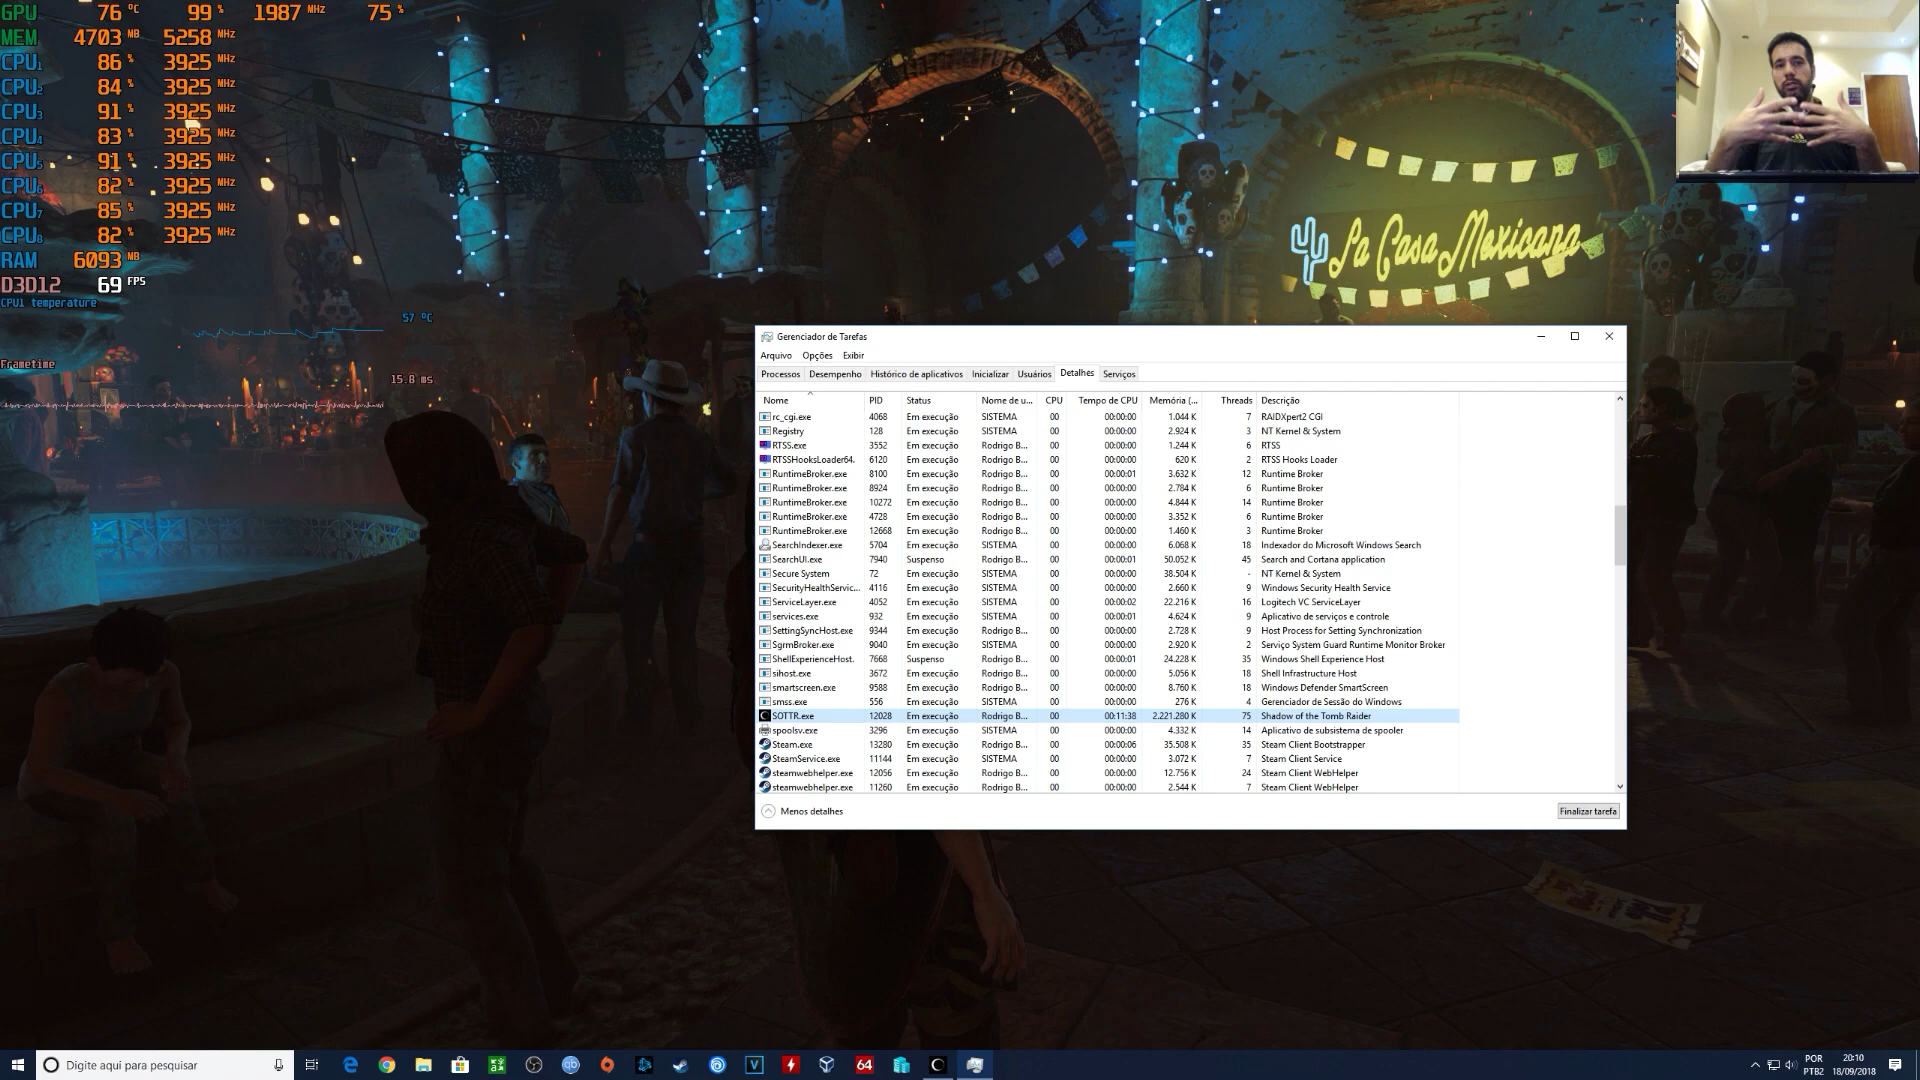 GPU 76 °C 99 % 1987 MHz 75 %
MEM 4703 MB 5258 MHz
CPU1 86 % 3925 MHz
CPU2 84 % 3925 MHz
CPU3 91 % 3925 MHz
CPU4 83 % 3925 MHz
CPU5 91 % 3925 MHz
CPU6 82 % 3925 MHz
CPU7 85 % 3925 MHz
CPU8 82 % 3925 MHz
RAM 6093 MB
D3D12 69 FPS
CPU1 temperature
57 °C
Frametime
15.8 ms
La Casa Mexicana
Gerenciador de Tarefas
Arquivo Opções Exibir
Processos Desempenho Histórico de aplicativos Inicializar Usuários Detalhes Serviços
Nome PID Status Nome de u... CPU Tempo de CPU Memória (... Threads Descrição
rc_cgi.exe 4068 Em execução SISTEMA 00 00:00:00 1.044 K 7 RAIDXpert2 CGI
Registry 128 Em execução SISTEMA 00 00:00:00 2.924 K 3 NT Kernel & System
RTSS.exe 3552 Em execução Rodrigo B... 00 00:00:00 1.244 K 6 RTSS
RTSSHooksLoader64. 6120 Em execução Rodrigo B... 00 00:00:00 620 K 2 RTSS Hooks Loader
RuntimeBroker.exe 8100 Em execução Rodrigo B... 00 00:00:01 3.632 K 12 Runtime Broker
RuntimeBroker.exe 8924 Em execução Rodrigo B... 00 00:00:00 2.784 K 6 Runtime Broker
RuntimeBroker.exe 10272 Em execução Rodrigo B... 00 00:00:00 4.844 K 14 Runtime Broker
RuntimeBroker.exe 4728 Em execução Rodrigo B... 00 00:00:00 3.352 K 6 Runtime Broker
RuntimeBroker.exe 12668 Em execução Rodrigo B... 00 00:00:00 1.460 K 3 Runtime Broker
SearchIndexer.exe 5704 Em execução SISTEMA 00 00:00:00 6.068 K 18 Indexador do Microsoft Windows Search
SearchUI.exe 7940 Suspenso Rodrigo B... 00 00:00:01 50.052 K 45 Search and Cortana application
Secure System 72 Em execução SISTEMA 00 00:00:00 38.504 K - NT Kernel & System
SecurityHealthServic... 4116 Em execução SISTEMA 00 00:00:00 2.660 K 9 Windows Security Health Service
ServiceLayer.exe 4052 Em execução SISTEMA 00 00:00:02 22.216 K 16 Logitech VC ServiceLayer
services.exe 932 Em execução SISTEMA 00 00:00:01 4.624 K 9 Aplicativo de serviços e controle
SettingSyncHost.exe 9344 Em execução Rodrigo B... 00 00:00:00 2.728 K 9 Host Process for Setting Synchronization
SgrmBroker.exe 9040 Em execução SISTEMA 00 00:00:00 2.920 K 2 Serviço System Guard Runtime Monitor Broker
ShellExperienceHost. 7668 Suspenso Rodrigo B... 00 00:00:01 24.228 K 35 Windows Shell Experience Host
sihost.exe 3672 Em execução Rodrigo B... 00 00:00:00 5.056 K 18 Shell Infrastructure Host
smartscreen.exe 9588 Em execução Rodrigo B... 00 00:00:00 8.760 K 18 Windows Defender SmartScreen
smss.exe 556 Em execução SISTEMA 00 00:00:00 276 K 4 Gerenciador de Sessão do Windows
SOTTR.exe 12028 Em execução Rodrigo B... 00 00:11:38 2.221.280 K 75 Shadow of the Tomb Raider
spoolsv.exe 3296 Em execução SISTEMA 00 00:00:00 4.332 K 14 Aplicativo de subsistema de spooler
Steam.exe 13280 Em execução Rodrigo B... 00 00:00:06 35.508 K 35 Steam Client Bootstrapper
SteamService.exe 11144 Em execução SISTEMA 00 00:00:00 3.072 K 7 Steam Client Service
steamwebhelper.exe 12056 Em execução Rodrigo B... 00 00:00:00 12.756 K 24 Steam Client WebHelper
steamwebhelper.exe 11260 Em execução Rodrigo B... 00 00:00:00 2.544 K 7 Steam Client WebHelper
Menos detalhes Finalizar tarefa
Digite aqui para pesquisar
qb
V
64
POR
PTB2
20:10
18/09/2018